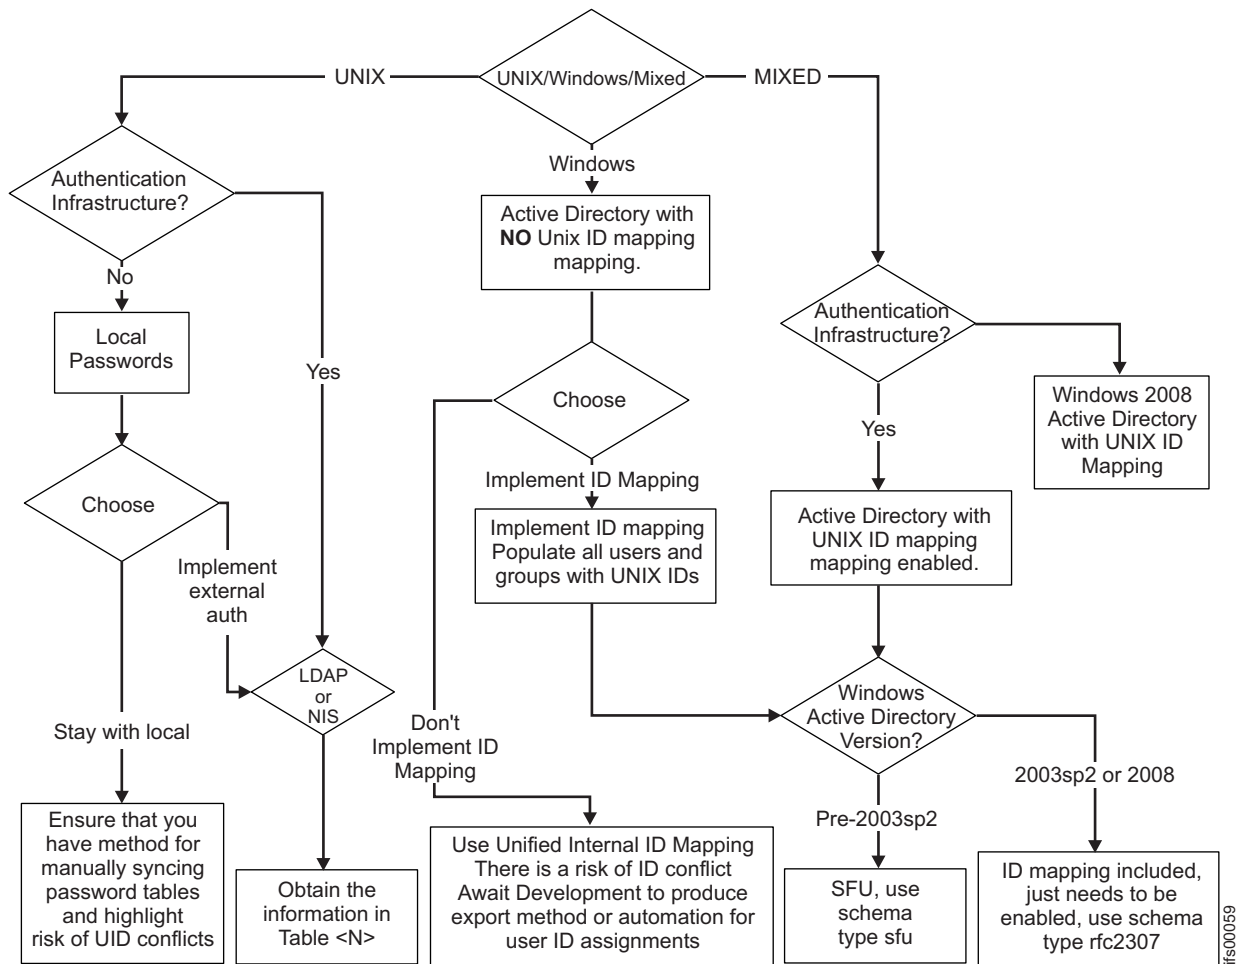 UNIX
UNIX/Windows/Mixed
MIXED
Windows
Authentication
Infrastructure?
Active Directory with
NO Unix ID mapping
mapping.
No
Authentication
Infrastructure?
Local
Passwords
Yes
Choose
Windows 2008
Active Directory
with UNIX ID
Mapping
Yes
Implement ID Mapping
Choose
Implement ID mapping
Populate all users and
groups with UNIX IDs
Active Directory with
UNIX ID mapping
mapping enabled.
Implement
external
auth
LDAP
or
NIS
Windows
Active Directory
Version?
Stay with local
Don't
Implement ID
Mapping
2003sp2 or 2008
Pre-2003sp2
Ensure that you
have method for
manually syncing
password tables
and highlight
risk of UID conflicts
Obtain the
information in
Table <N>
Use Unified Internal ID Mapping
There is a risk of ID conflict
Await Development to produce
export method or automation for
user ID assignments
SFU, use
schema
type sfu
ID mapping included,
just needs to be
enabled, use schema
type rfc2307
ifs00059